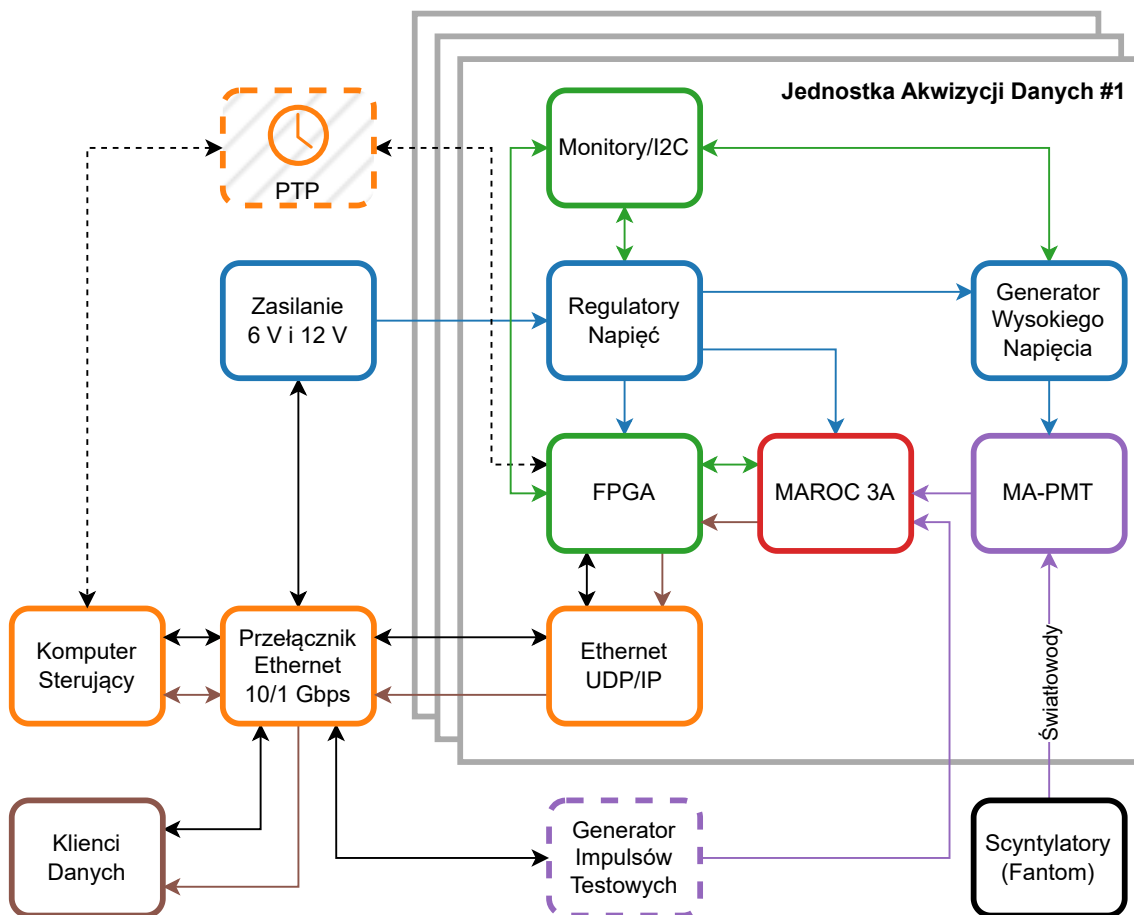 Jednostka Akwizycji Danych #1
PTP
Monitory/I2C
Zasilanie
6 V i 12 V
Regulatory
Napięć
Generator
Wysokiego
Napięcia
FPGA
MAROC 3A
MA-PMT
Komputer
Sterujący
Przełącznik
Ethernet
10/1 Gbps
Ethernet
UDP/IP
Światłowody
Klienci
Danych
Generator
Impulsów
Testowych
Scyntylatory
(Fantom)